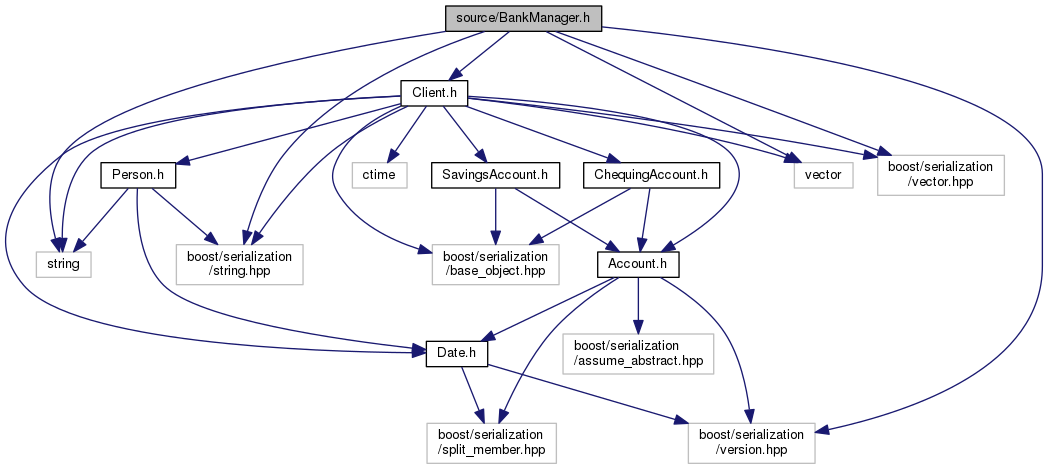 source/BankManager.h
Client.h
Person.h
ctime
SavingsAccount.h
ChequingAccount.h
vector
boost/serialization
/vector.hpp
string
boost/serialization
/string.hpp
boost/serialization
/base_object.hpp
Account.h
Date.h
boost/serialization
/assume_abstract.hpp
boost/serialization
/split_member.hpp
boost/serialization
/version.hpp